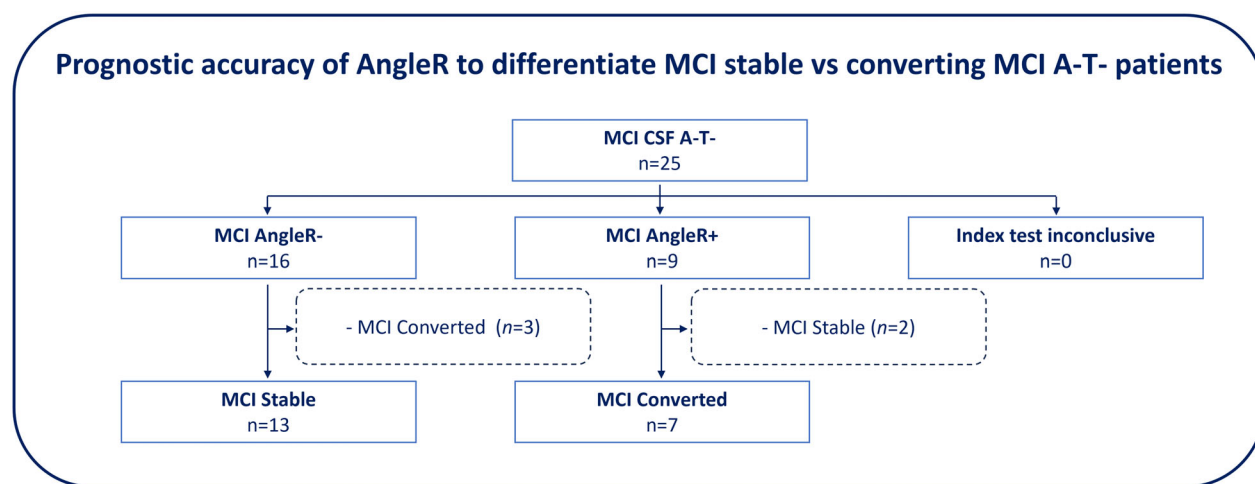 Prognostic accuracy of AngleR to differentiate MCI stable vs converting MCI A-T- patients
MCI CSF A-T-
n=25
MCI AngleR-
n=16
MCI AngleR+
n=9
Index test inconclusive
n=0
- MCI Converted (n=3)
- MCI Stable (n=2)
MCI Stable
n=13
MCI Converted
n=7